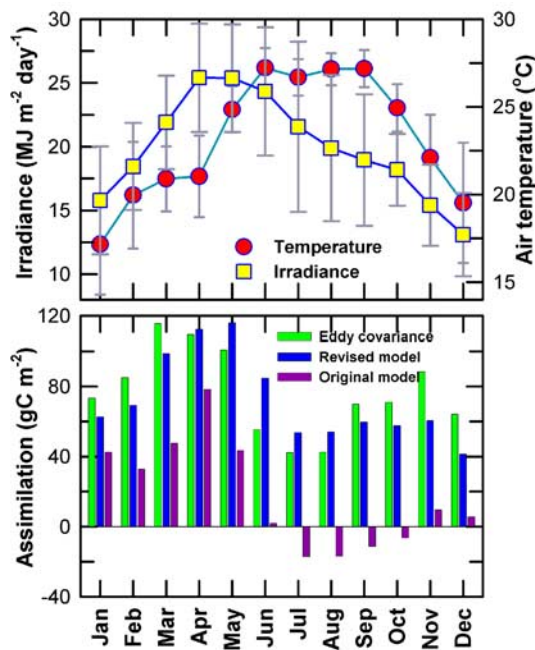 30
25
20
15
10
Irradiance (MJ m-2 day-1)
30
25
20
15
Air temperature (°C)
Temperature
Irradiance
120
80
40
0
-40
Assimilation (gC m-2)
Eddy covariance
Revised model
Original model
Jan
Feb
Mar
Apr
May
Jun
Jul
Aug
Sep
Oct
Nov
Dec